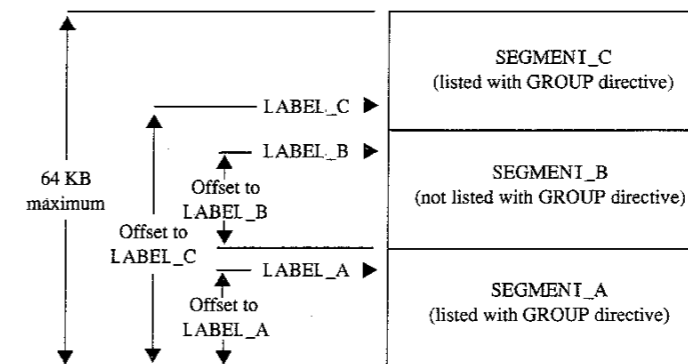 SEGMENT_C
(listed with GROUP directive)
LABEL_C
LABEL_B
64 KB
maximum
Offset to
LABEL_B
SEGMENT_B
(not listed with GROUP directive)
Offset to
LABEL_C
LABEL_A
SEGMENT_A
(listed with GROUP directive)
Offset to
LABEL_A